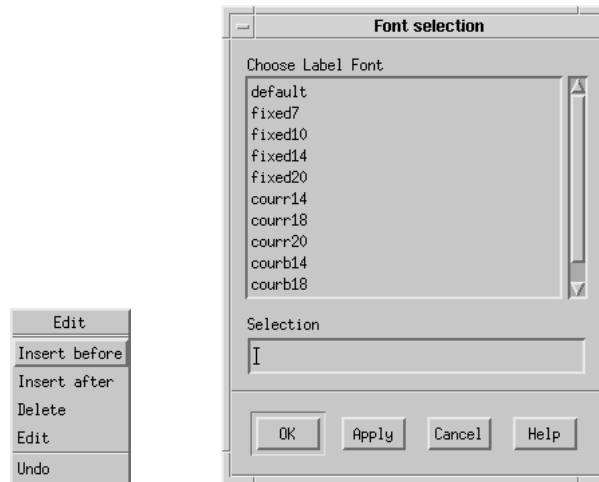 Font selection
Choose Label Font
default
fixed7
fixed10
fixed14
fixed20
courr14
courr18
courr20
courb14
courb18
Selection
OK Apply Cancel Help
Edit
Insert before
Insert after
Delete
Edit
Undo